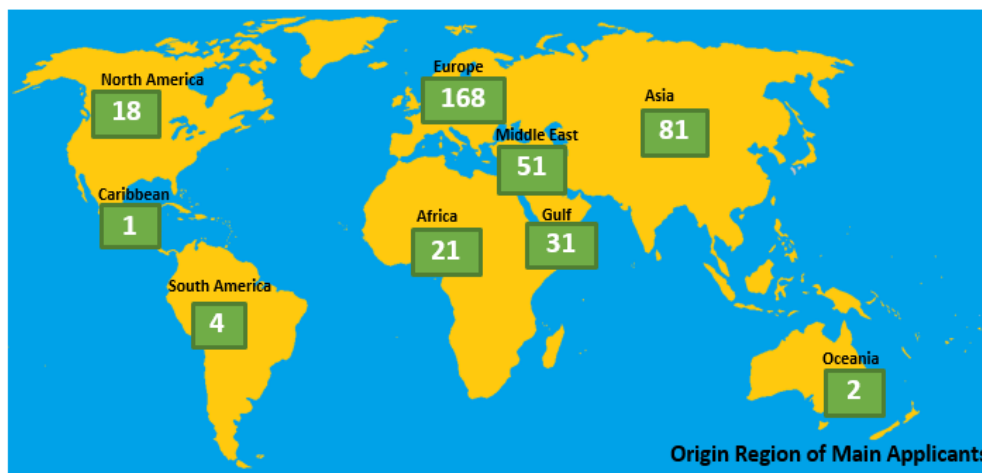 North America
18
Europe
168
Asia
81
Middle East
51
Caribbean
1
Africa
21
Gulf
31
South America
4
Oceania
2
Origin Region of Main Applicants